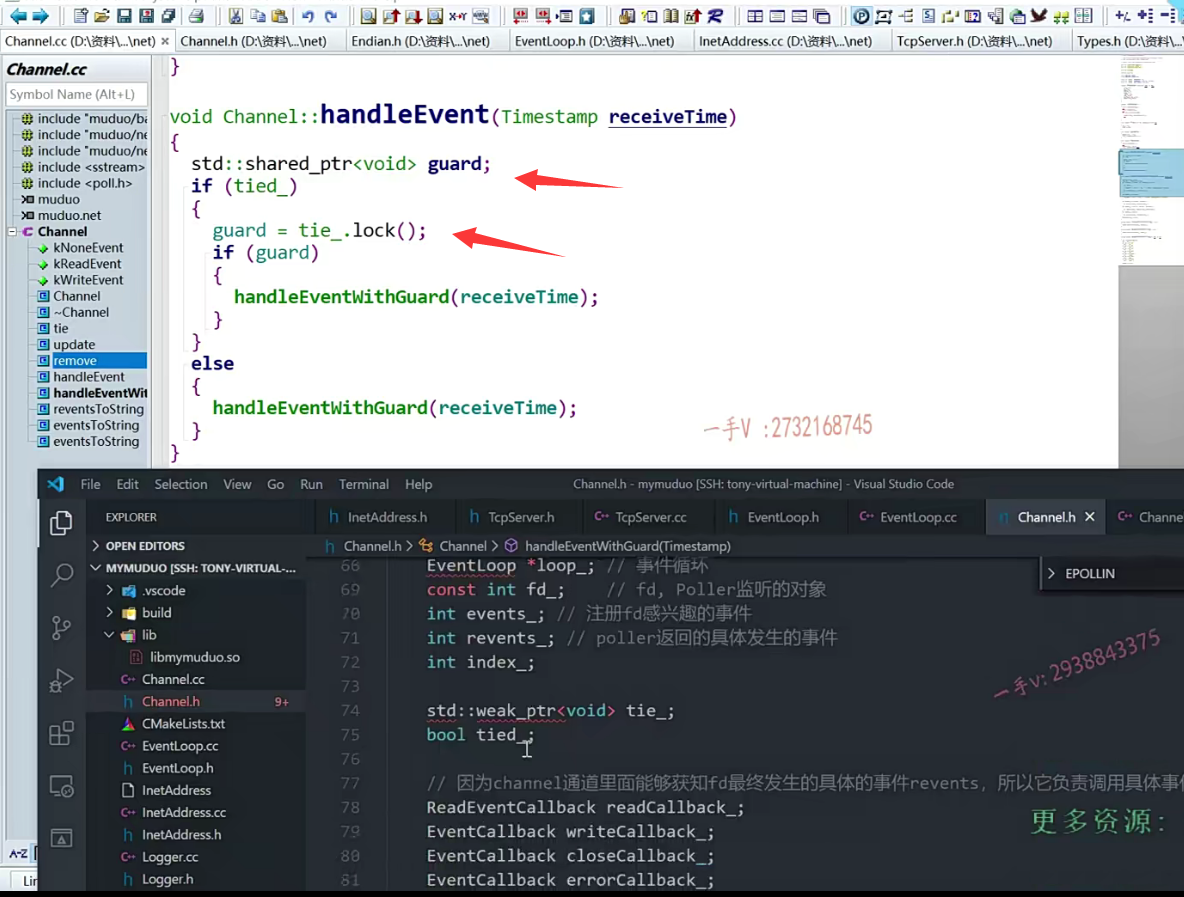 Channel.cc (D:\资料\...\net)
Channel.h (D:\资料\...\net)
Endian.h (D:\资料\...\net)
EventLoop.h (D:\资料\...\net)
InetAddress.cc (D:\资料\...\net)
TcpServer.h (D:\资料\...\net)
Types.h (D:\资料\...
Channel.cc
Symbol Name (Alt+L)
include "muduo/ba
include "muduo/ne
include "muduo/ne
include <sstream>
include <poll.h>
muduo
muduo.net
Channel
kNoneEvent
kReadEvent
kWriteEvent
Channel
~Channel
tie
update
remove
handleEvent
handleEventWit
reventsToString
eventsToString
eventsToString
A-Z
}
void Channel::handleEvent(Timestamp receiveTime)
{
std::shared_ptr<void> guard;
if (tied_)
{
guard = tie_.lock();
if (guard)
{
handleEventWithGuard(receiveTime);
}
}
else
{
handleEventWithGuard(receiveTime);
}
}
一手V :2732168745
File Edit Selection View Go Run Terminal Help
Channel.h - mymuduo [SSH: tony-virtual-machine] - Visual Studio Code
EXPLORER
InetAddress.h
TcpServer.h
TcpServer.cc
EventLoop.h
EventLoop.cc
Channel.h
Channe
OPEN EDITORS
MYMUDUO [SSH: TONY-VIRTUAL-...
.vscode
build
lib
libmymuduo.so
Channel.cc
Channel.h 9+
CMakeLists.txt
EventLoop.cc
EventLoop.h
InetAddress
InetAddress.cc
InetAddress.h
Logger.cc
Logger.h
Channel.h > Channel > handleEventWithGuard(Timestamp)
EPOLLIN
68 EventLoop *loop_; // 事件循环
69 const int fd_; // fd, Poller监听的对象
70 int events_; // 注册fd感兴趣的事件
71 int revents_; // poller返回的具体发生的事件
72 int index_;
73
74 std::weak_ptr<void> tie_;
75 bool tied_;
76
77 // 因为channel通道里面能够获知fd最终发生的具体的事件revents，所以它负责调用具体事件
78 ReadEventCallback readCallback_;
79 EventCallback writeCallback_;
80 EventCallback closeCallback_;
81 EventCallback errorCallback_;
一手v: 2938843375
更多资源：